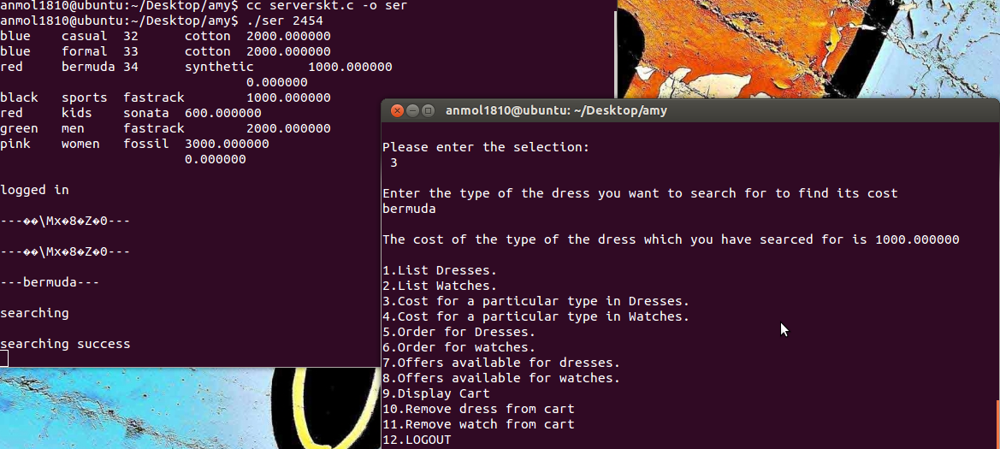 anmol1810@ubuntu:~/Desktop/amy$ cc serverskt.c -o ser
anmol1810@ubuntu:~/Desktop/amy$ ./ser 2454
blue casual 32 cotton 2000.000000
blue formal 33 cotton 2000.000000
red bermuda 34 synthetic 1000.000000
0.000000
black sports fastrack 1000.000000
red kids sonata 600.000000
green men fastrack 2000.000000
pink women fossil 3000.000000
0.000000
logged in
---��\Mx�8�Z�0---
---��\Mx�8�Z�0---
---bermuda---
searching
searching success
anmol1810@ubuntu: ~/Desktop/amy
Please enter the selection:
3
Enter the type of the dress you want to search for to find its cost
bermuda
The cost of the type of the dress which you have searced for is 1000.000000
1.List Dresses.
2.List Watches.
3.Cost for a particular type in Dresses.
4.Cost for a particular type in Watches.
5.Order for Dresses.
6.Order for watches.
7.Offers available for dresses.
8.Offers available for watches.
9.Display Cart
10.Remove dress from cart
11.Remove watch from cart
12.LOGOUT